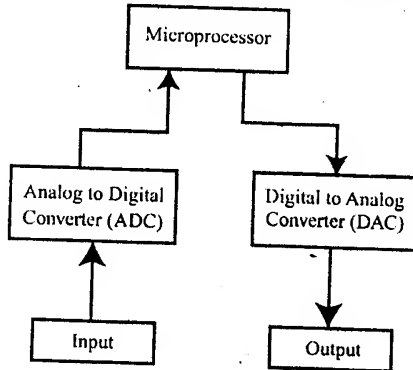 Microprocessor
Analog to Digital
Converter (ADC)
Digital to Analog
Converter (DAC)
Input
Output